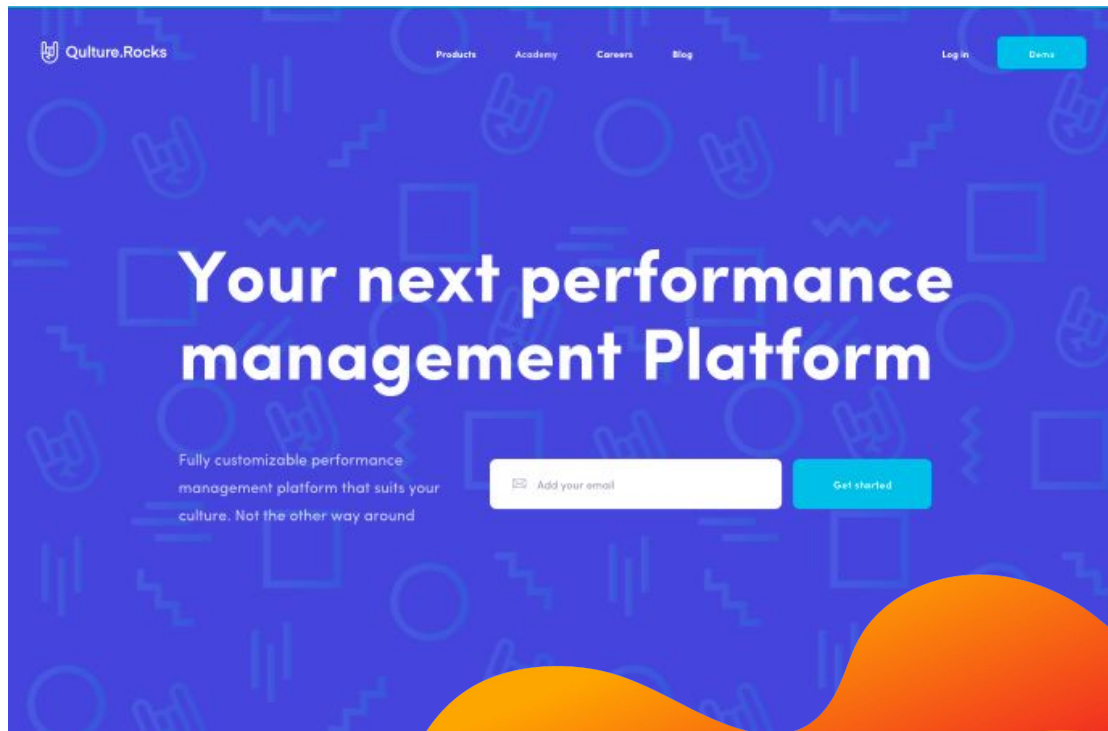 Qulture.Rocks
Products Academy Careers Blog
Log in
Demo
Your next performance
management Platform
Fully customizable performance
management platform that suits your
culture. Not the other way around
Add your email
Get started